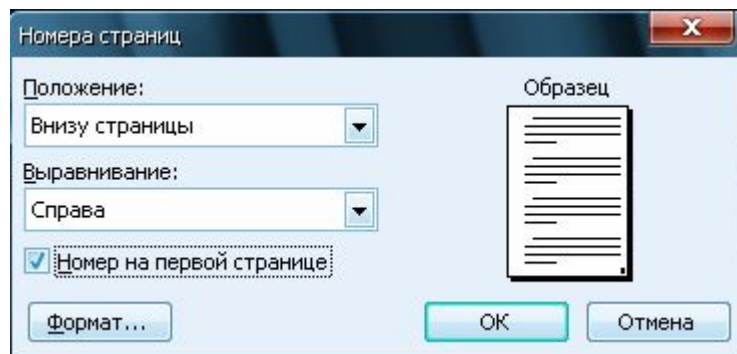 Номера страниц
Положение:
Образец
Внизу страницы
Выравнивание:
Справа
Номер на первой странице
Формат...
ОК
Отмена